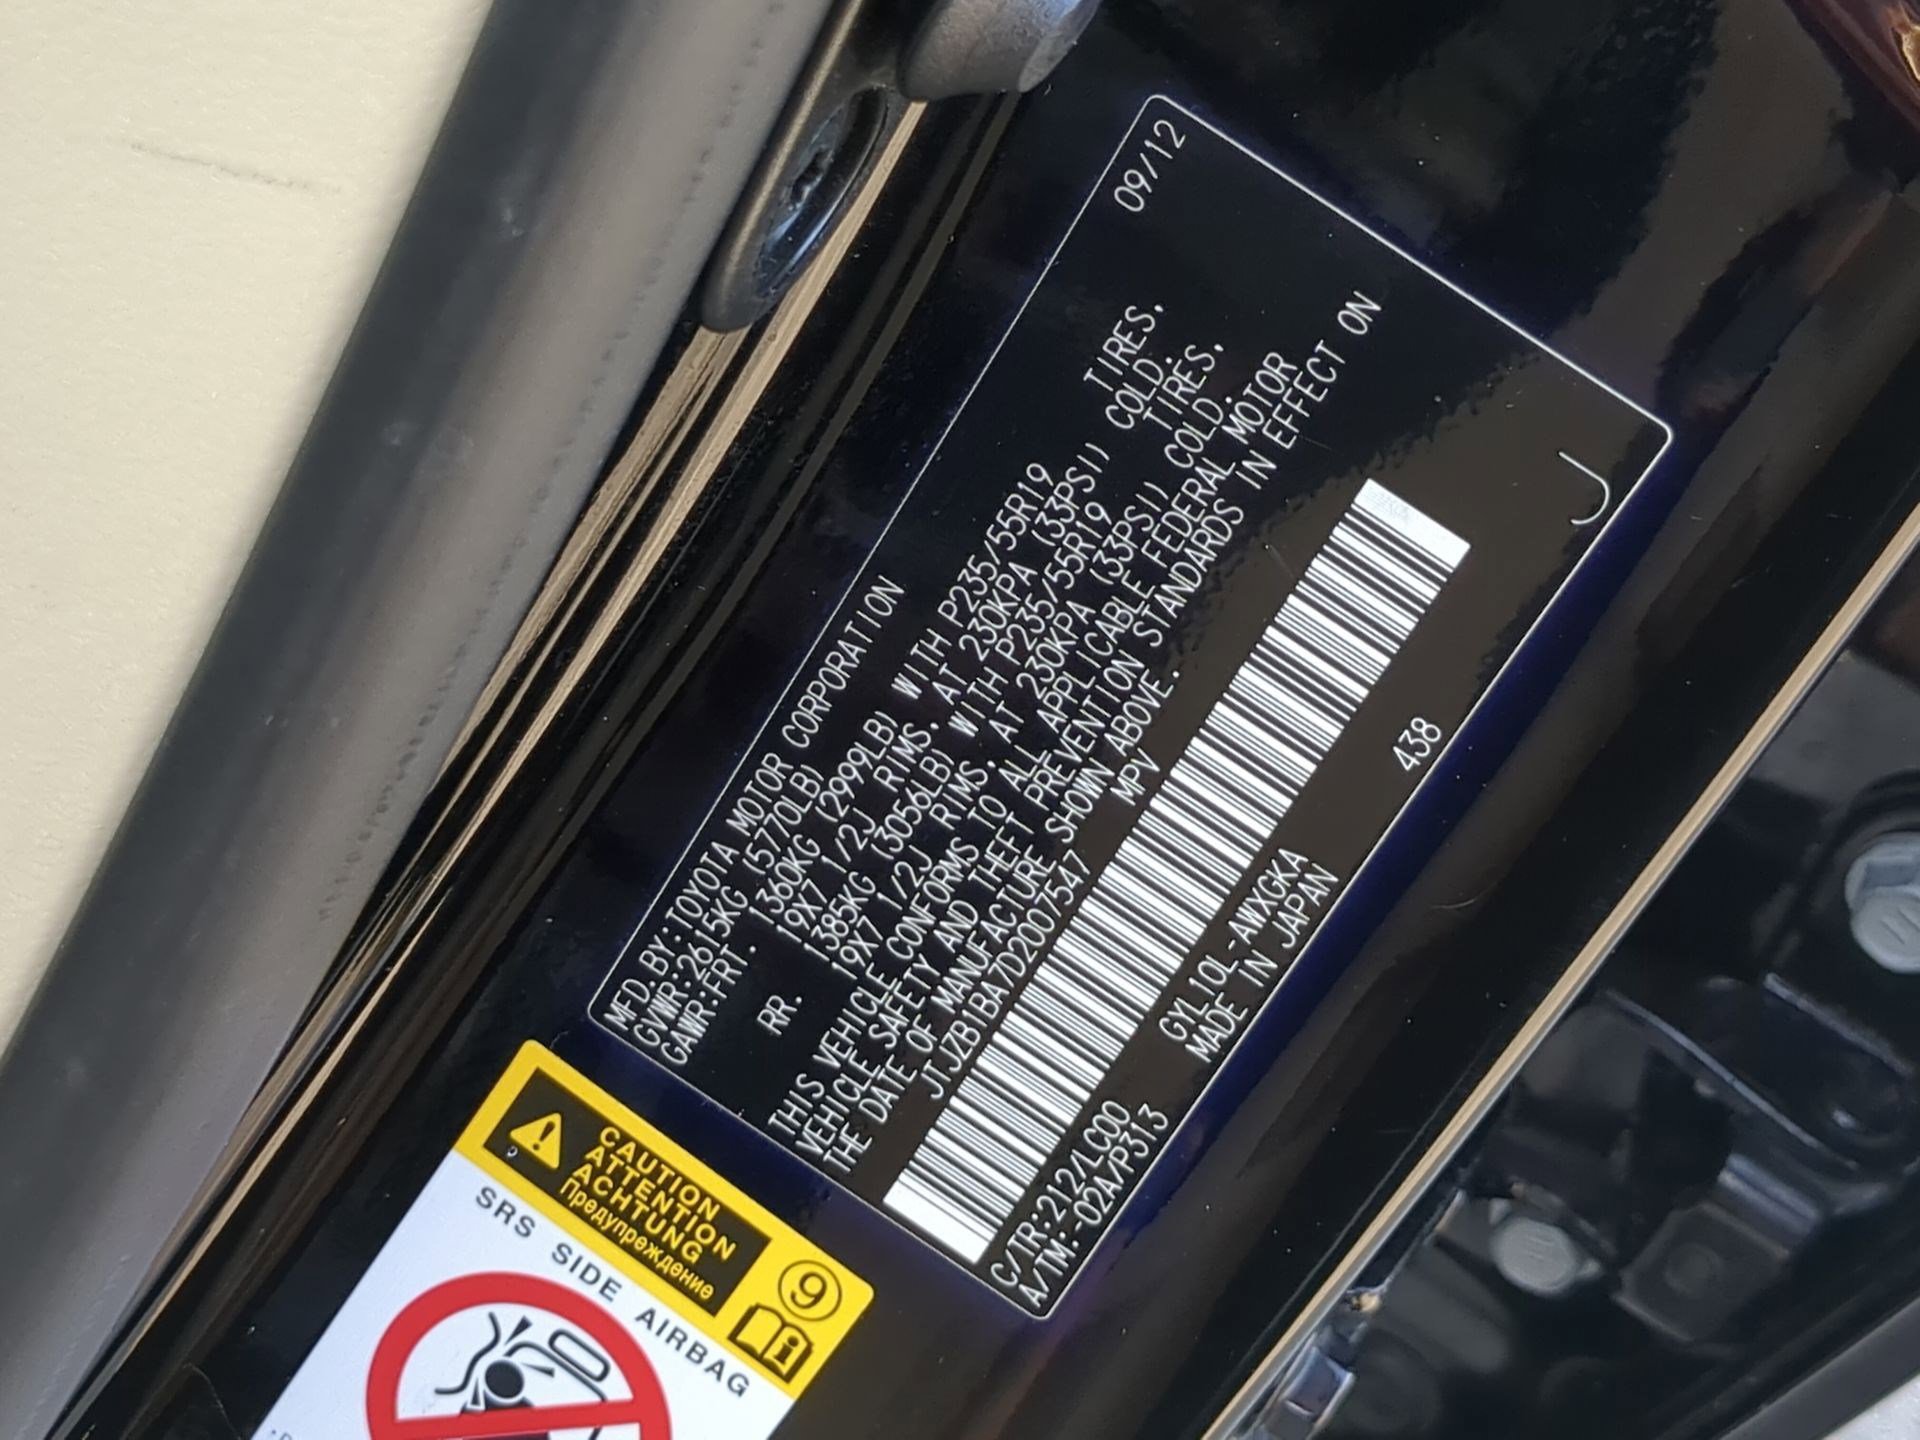 MFD.BY:TOYOTA MOTOR CORPORATION 09/12
GVWR:2615KG (5770LB)
GAWR:FRT. 1360KG (2999LB) WITH P235/55R19 TIRES.
19X7 1/2J RIMS. AT 230KPA (33PSI) COLD.
RR. 1385KG (3056LB) WITH P235/55R19 TIRES.
19X7 1/2J RIMS. AT 230KPA (33PSI) COLD.
THIS VEHICLE CONFORMS TO ALL APPLICABLE FEDERAL MOTOR
VEHICLE SAFETY AND THEFT PREVENTION STANDARDS IN EFFECT ON
THE DATE OF MANUFACTURE SHOWN ABOVE.
JTJZB1BA7D2007547 MPV
C/TR:212/LC00 GYL10L-AWXGKA 438 J
A/TM:-02A/P313 MADE IN JAPAN
CAUTION
ATTENTION
ACHTUNG
Предупреждение
9
SRS SIDE AIRBAG